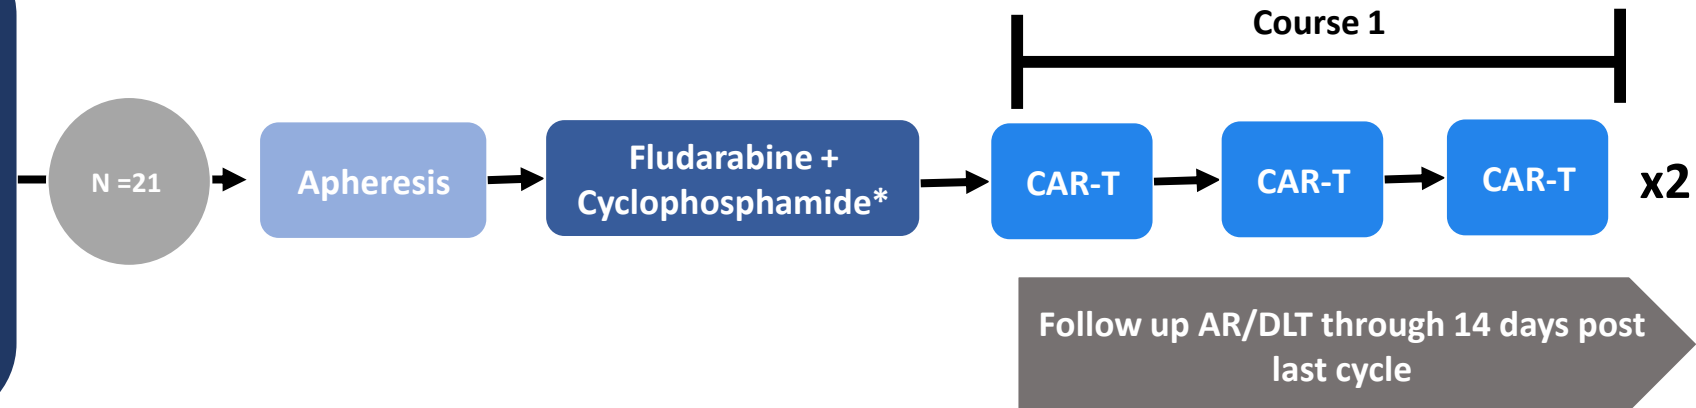 Course 1
N =21
Apheresis
Fludarabine +
Cyclophosphamide*
CAR-T
CAR-T
CAR-T
x2
Follow up AR/DLT through 14 days post
last cycle